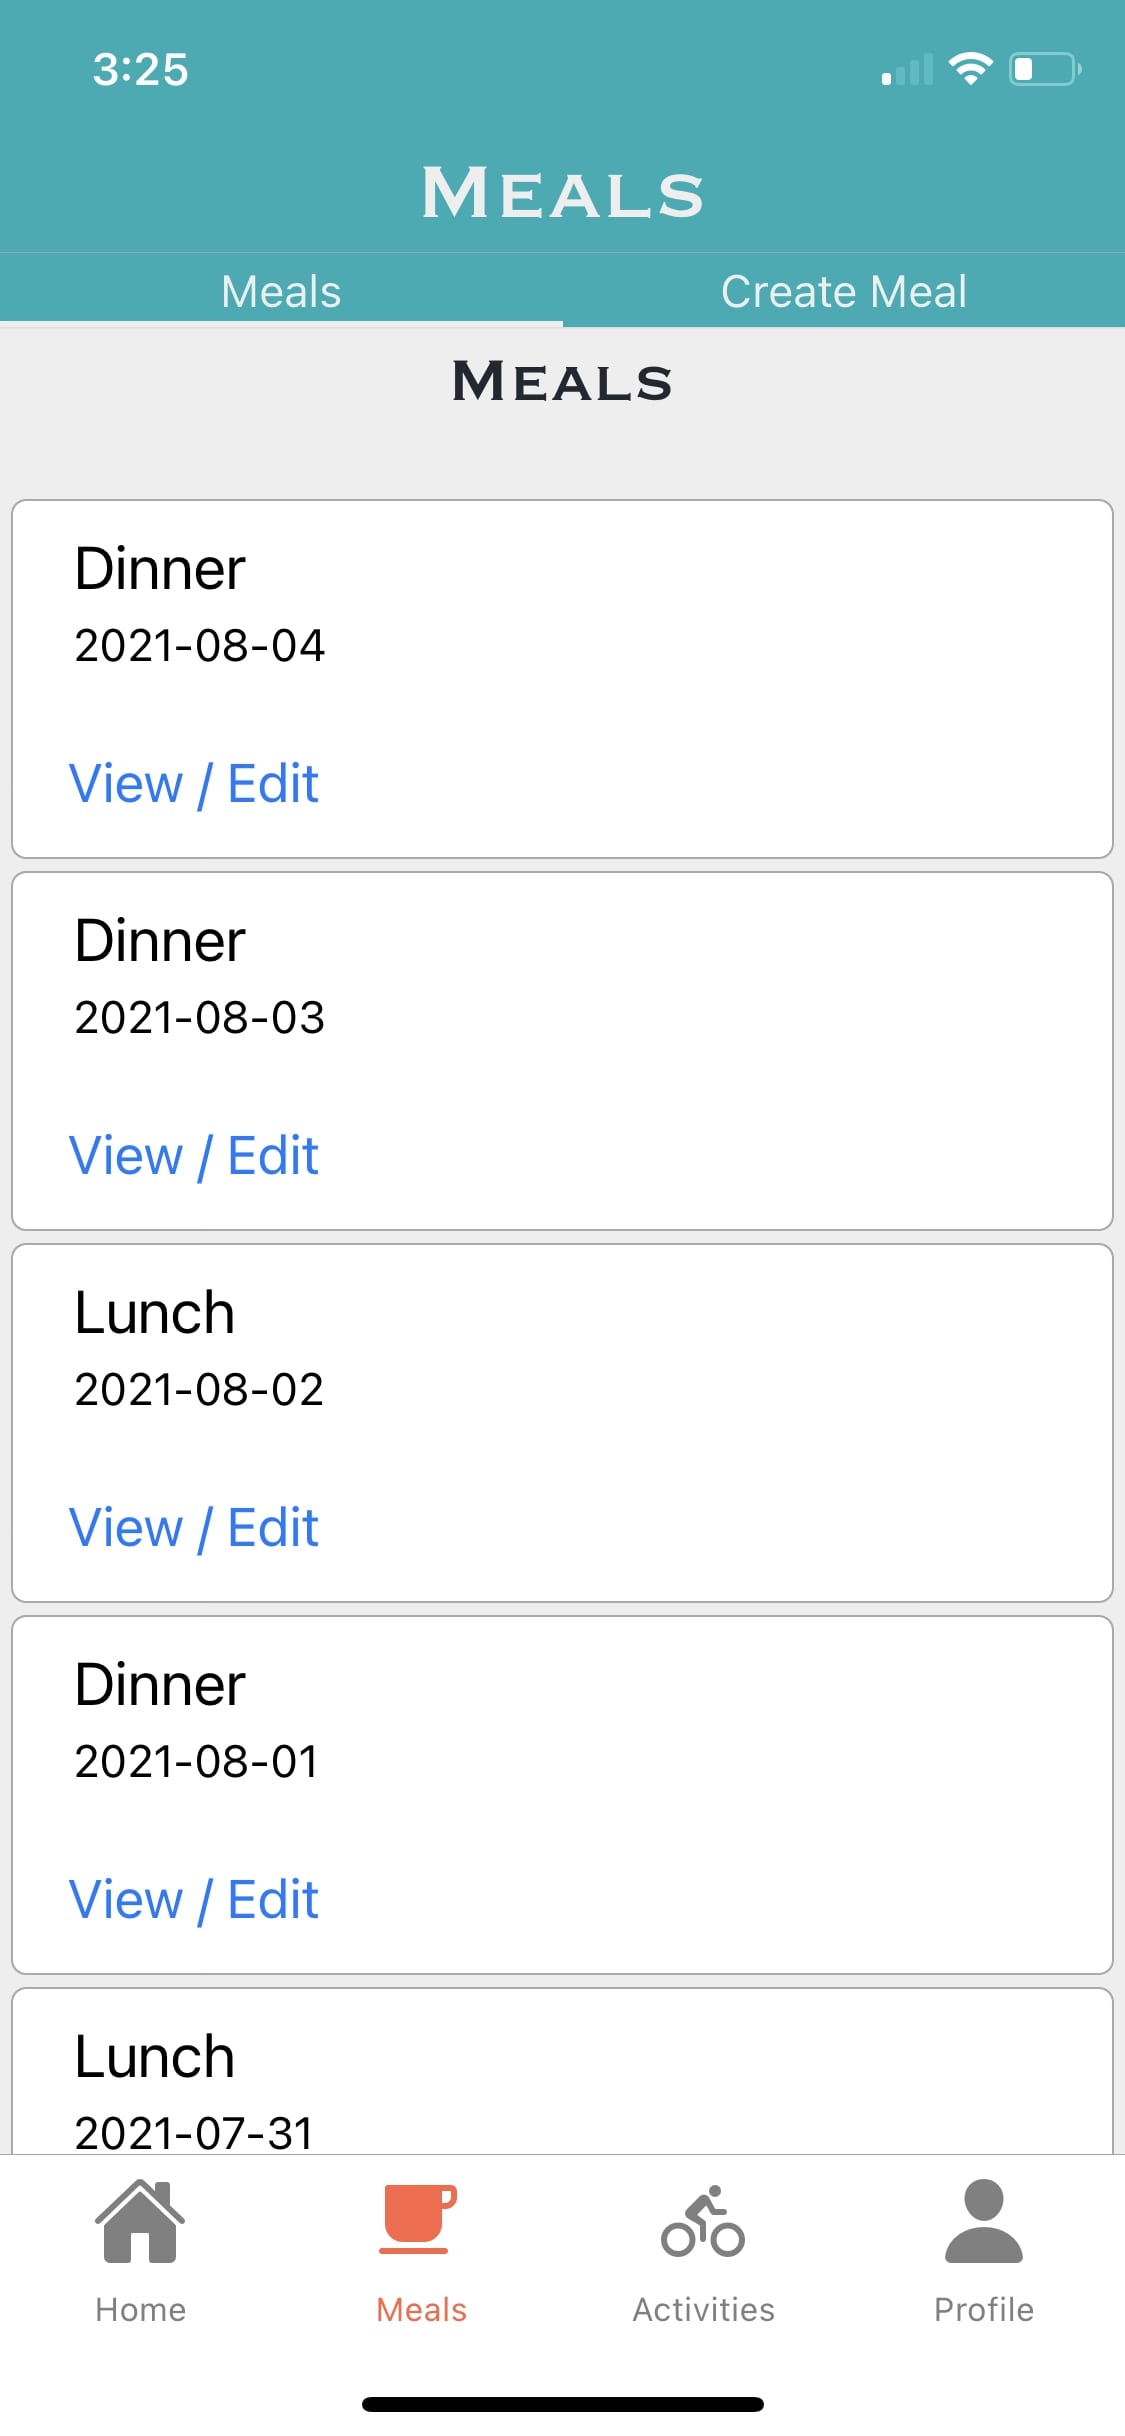 3:25
Meals
Meals Create Meal
Meals
Dinner
2021-08-04
View / Edit
Dinner
2021-08-03
View / Edit
Lunch
2021-08-02
View / Edit
Dinner
2021-08-01
View / Edit
Lunch
2021-07-31
Home Meals Activities Profile